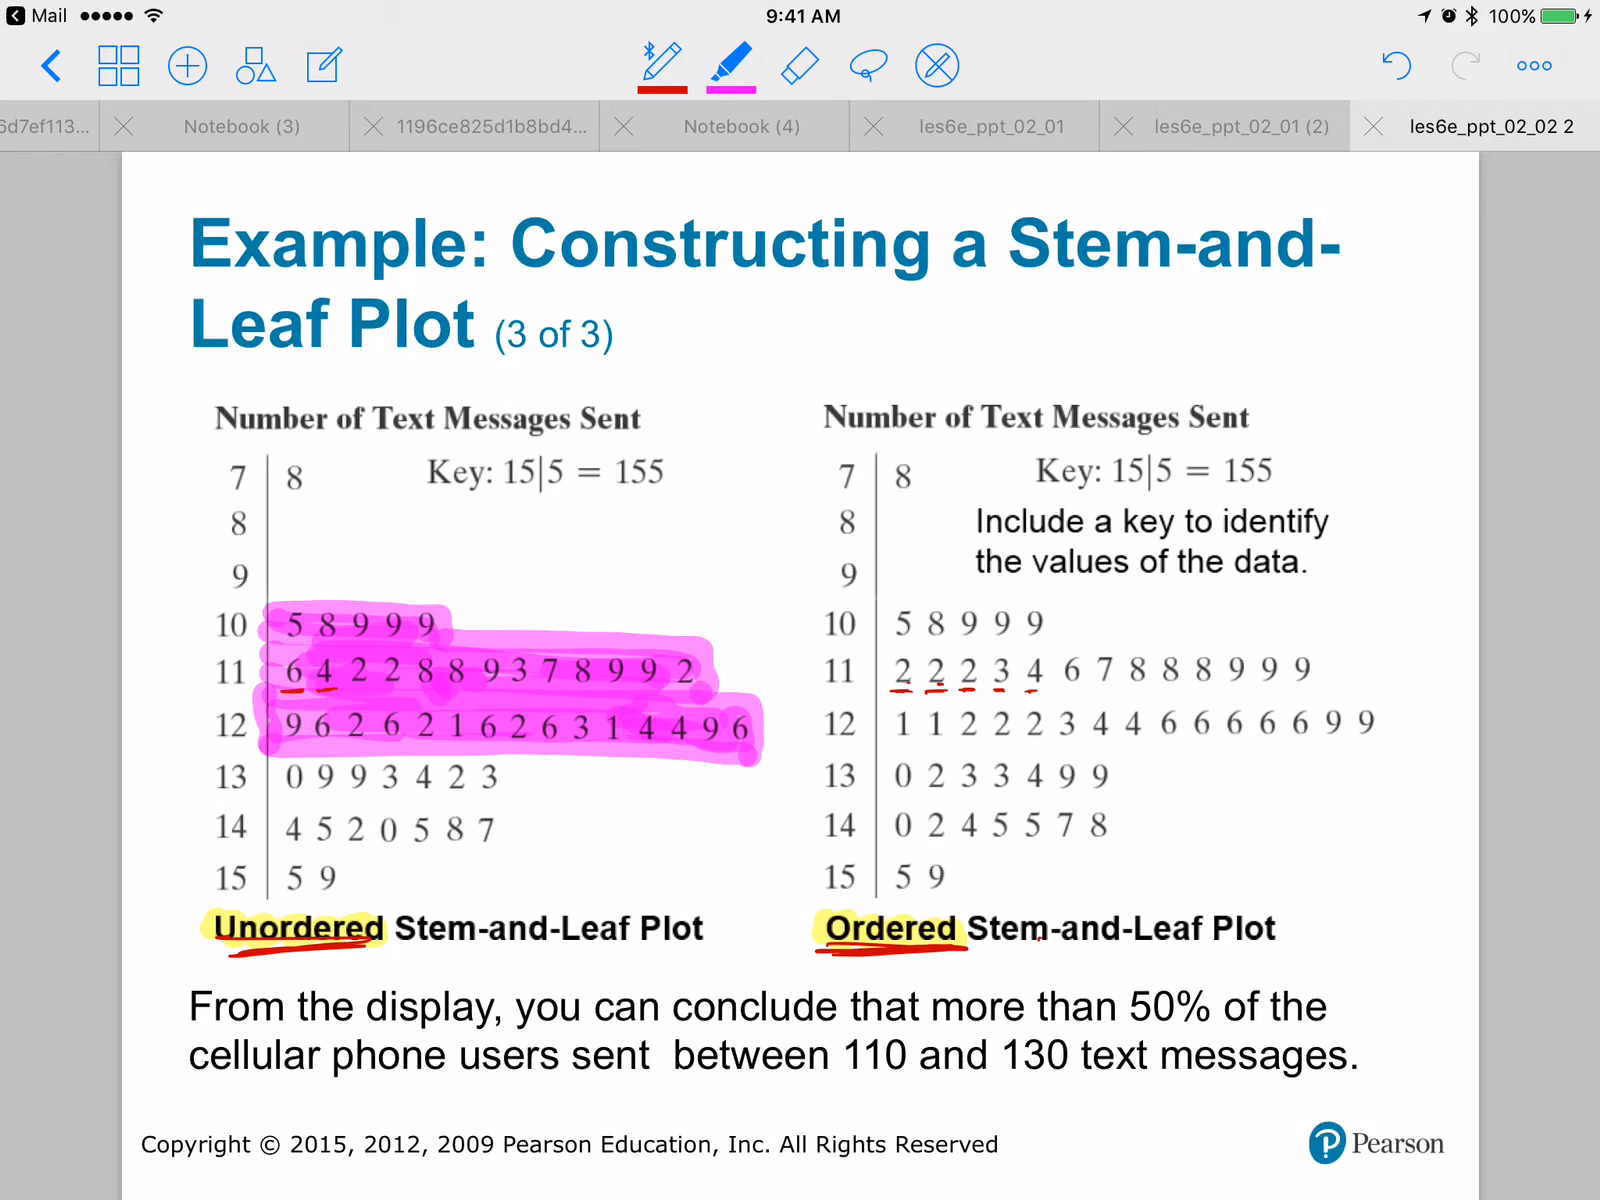 Mail 9:41 AM 100%
6d7ef113... Notebook (3) 1196ce825d1b8bd4... Notebook (4) les6e_ppt_02_01 les6e_ppt_02_01 (2) les6e_ppt_02_02 2
Example: Constructing a Stem-and-
Leaf Plot (3 of 3)
Number of Text Messages Sent
7 | 8 Key: 15|5 = 155
8 |
9 |
10 | 5 8 9 9 9
11 | 6 4 2 2 8 8 9 3 7 8 9 9 2
12 | 9 6 2 6 2 1 6 2 6 3 1 4 4 9 6
13 | 0 9 9 3 4 2 3
14 | 4 5 2 0 5 8 7
15 | 5 9
Unordered Stem-and-Leaf Plot
Number of Text Messages Sent
7 | 8 Key: 15|5 = 155
8 | Include a key to identify
9 | the values of the data.
10 | 5 8 9 9 9
11 | 2 2 2 3 4 6 7 8 8 8 9 9 9
12 | 1 1 2 2 2 3 4 4 6 6 6 6 6 9 9
13 | 0 2 3 3 4 9 9
14 | 0 2 4 5 5 7 8
15 | 5 9
Ordered Stem-and-Leaf Plot
From the display, you can conclude that more than 50% of the
cellular phone users sent between 110 and 130 text messages.
Copyright © 2015, 2012, 2009 Pearson Education, Inc. All Rights Reserved
Pearson